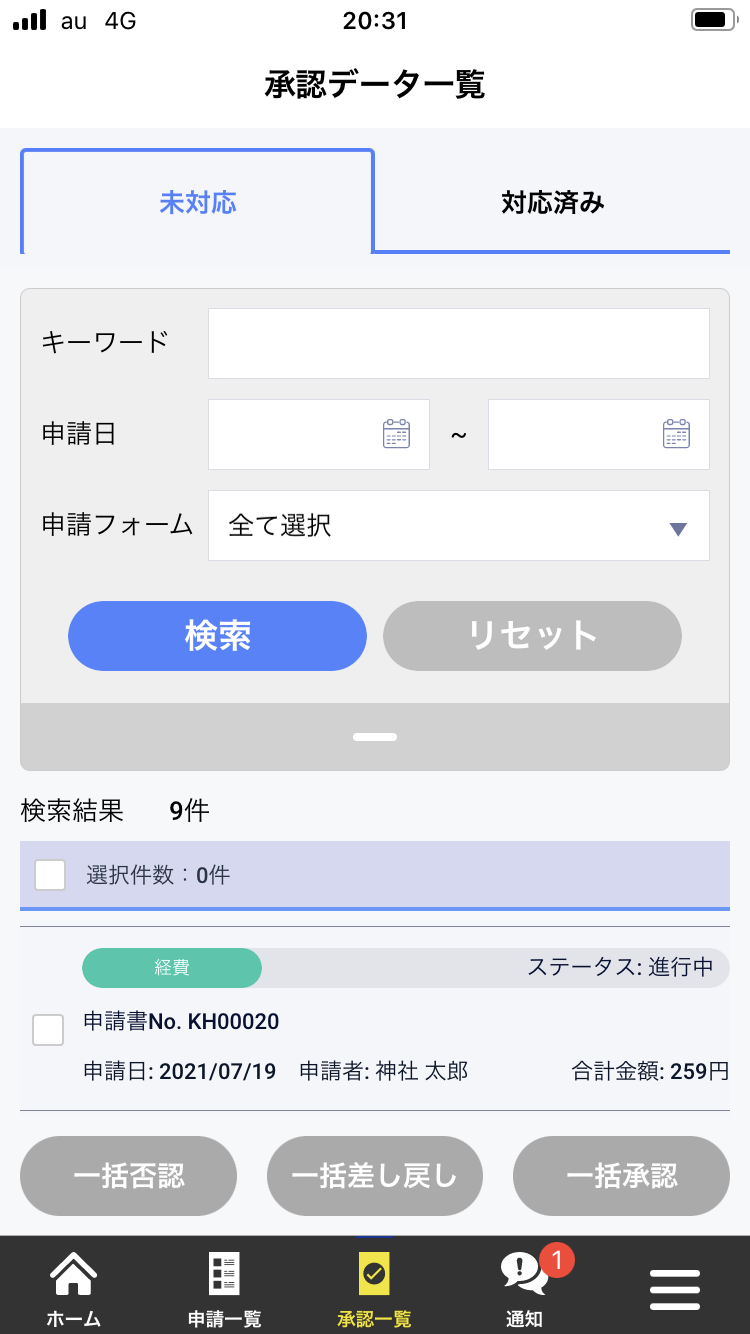 au 4G 20:31
承認データ一覧
未対応 対応済み
キーワード
申請日 ~
申請フォーム 全て選択
検索 リセット
検索結果 9件
選択件数：0件
経費 ステータス: 進行中
申請書No. KH00020
申請日: 2021/07/19 申請者: 神社 太郎 合計金額: 259円
一括否認 一括差し戻し 一括承認
1
ホーム 申請一覧 承認一覧 通知